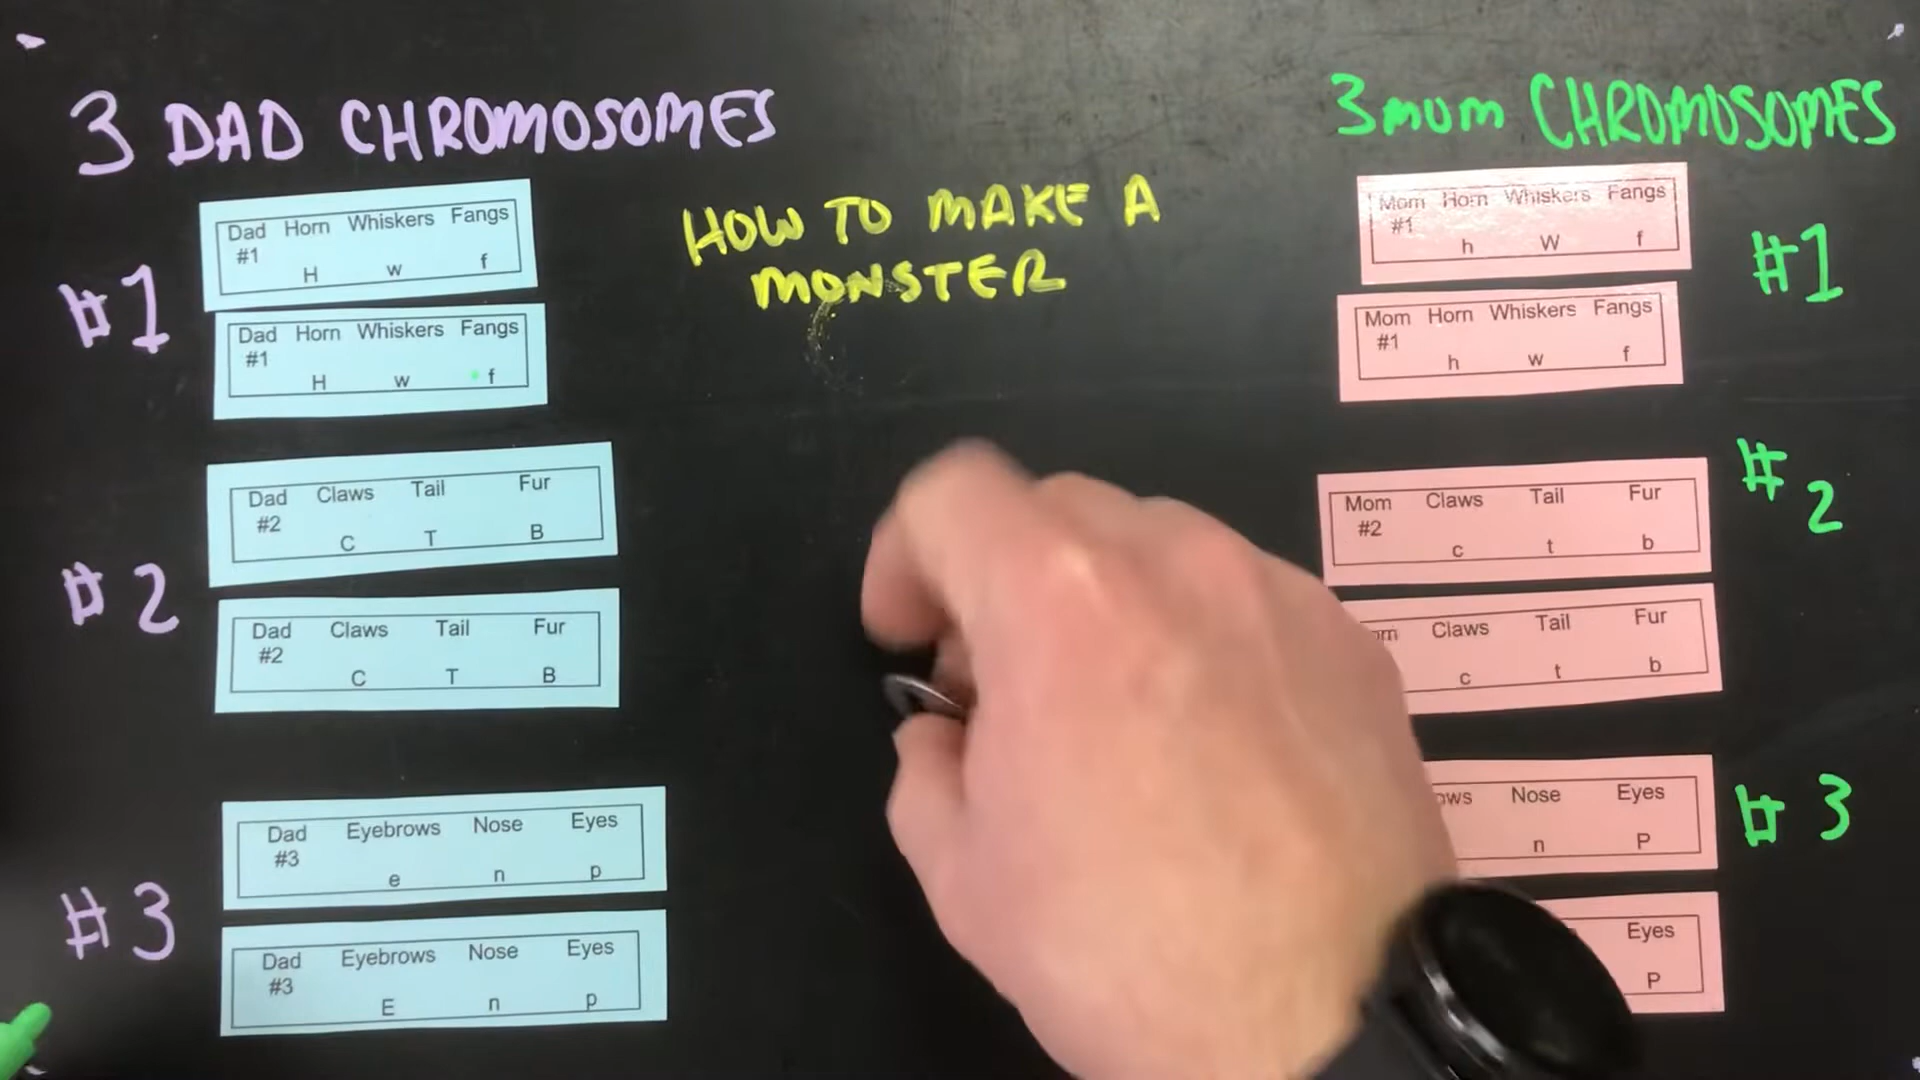 3 DAD CHROMOSOMES
3 mum CHROMOSOMES
HOW TO MAKE A
MONSTER
#1
Dad Horn Whiskers Fangs
#1
H w f
Dad Horn Whiskers Fangs
#1
H w f
#2
Dad Claws Tail Fur
#2
C T B
Dad Claws Tail Fur
#2
C T B
#3
Dad Eyebrows Nose Eyes
#3
e n p
Dad Eyebrows Nose Eyes
#3
E n p
#1
Mom Horn Whiskers Fangs
#1
h W f
Mom Horn Whiskers Fangs
#1
h w f
#2
Mom Claws Tail Fur
#2
c t b
Claws Tail Fur
c t b
#3
Nose Eyes
n P
Eyes
P